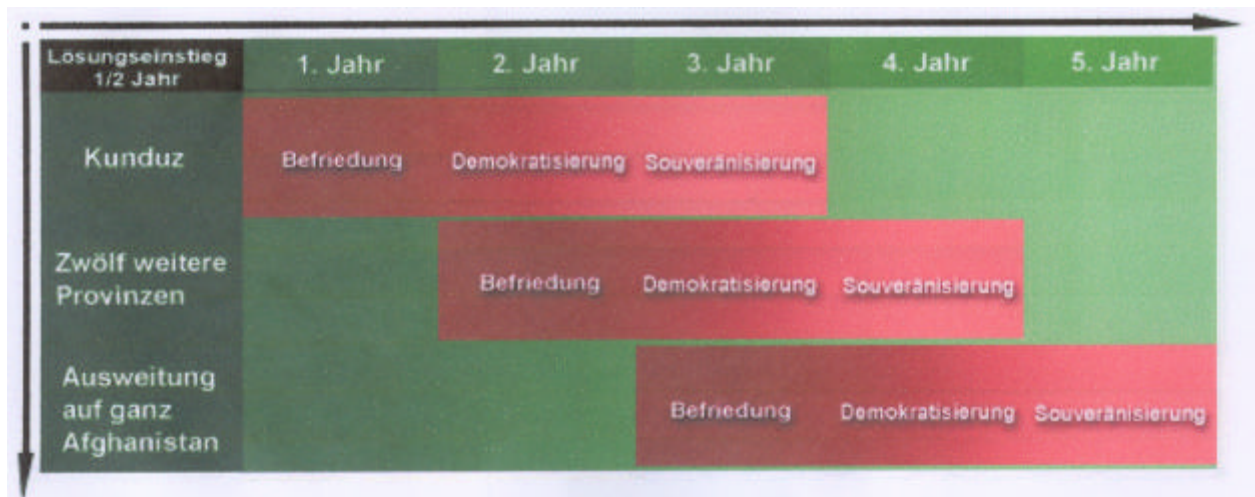 Lösungseinstieg
1/2 Jahr
1. Jahr
2. Jahr
3. Jahr
4. Jahr
5. Jahr
Kunduz
Befriedung
Demokratisierung
Souveränisierung
Zwölf weitere
Provinzen
Befriedung
Demokratisierung
Souveränisierung
Ausweitung
auf ganz
Afghanistan
Befriedung
Demokratisierung
Souveränisierung